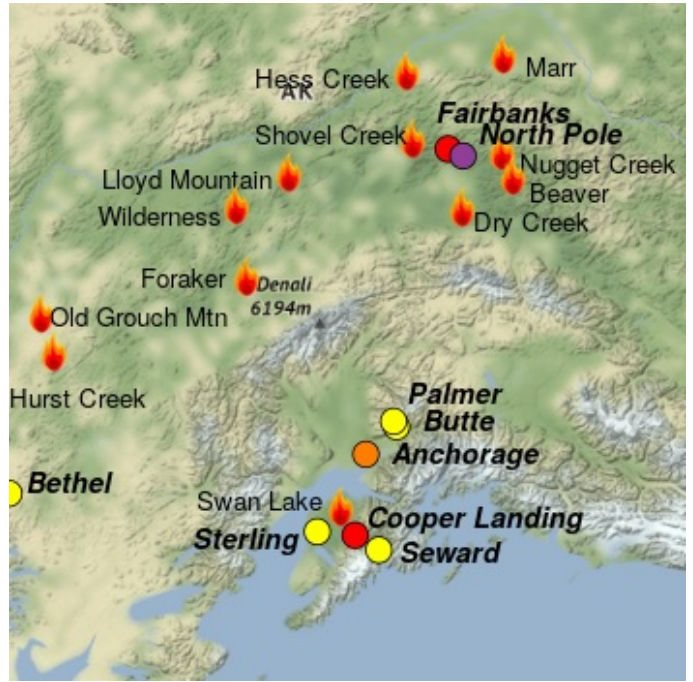 Marr
Hess Creek
AK
Fairbanks
Shovel Creek
North Pole
Nugget Creek
Lloyd Mountain
Beaver
Wilderness
Dry Creek
Foraker
Denali
6194m
Old Grouch Mtn
Hurst Creek
Palmer
Butte
Anchorage
Bethel
Swan Lake
Cooper Landing
Sterling
Seward